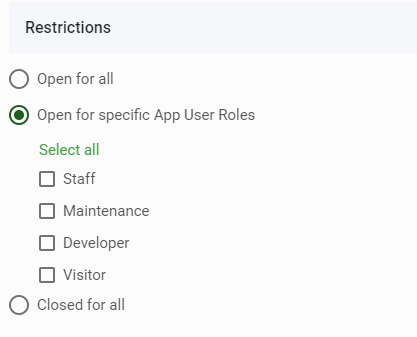 Restrictions
Open for all
Open for specific App User Roles
Select all
Staff
Maintenance
Developer
Visitor
Closed for all